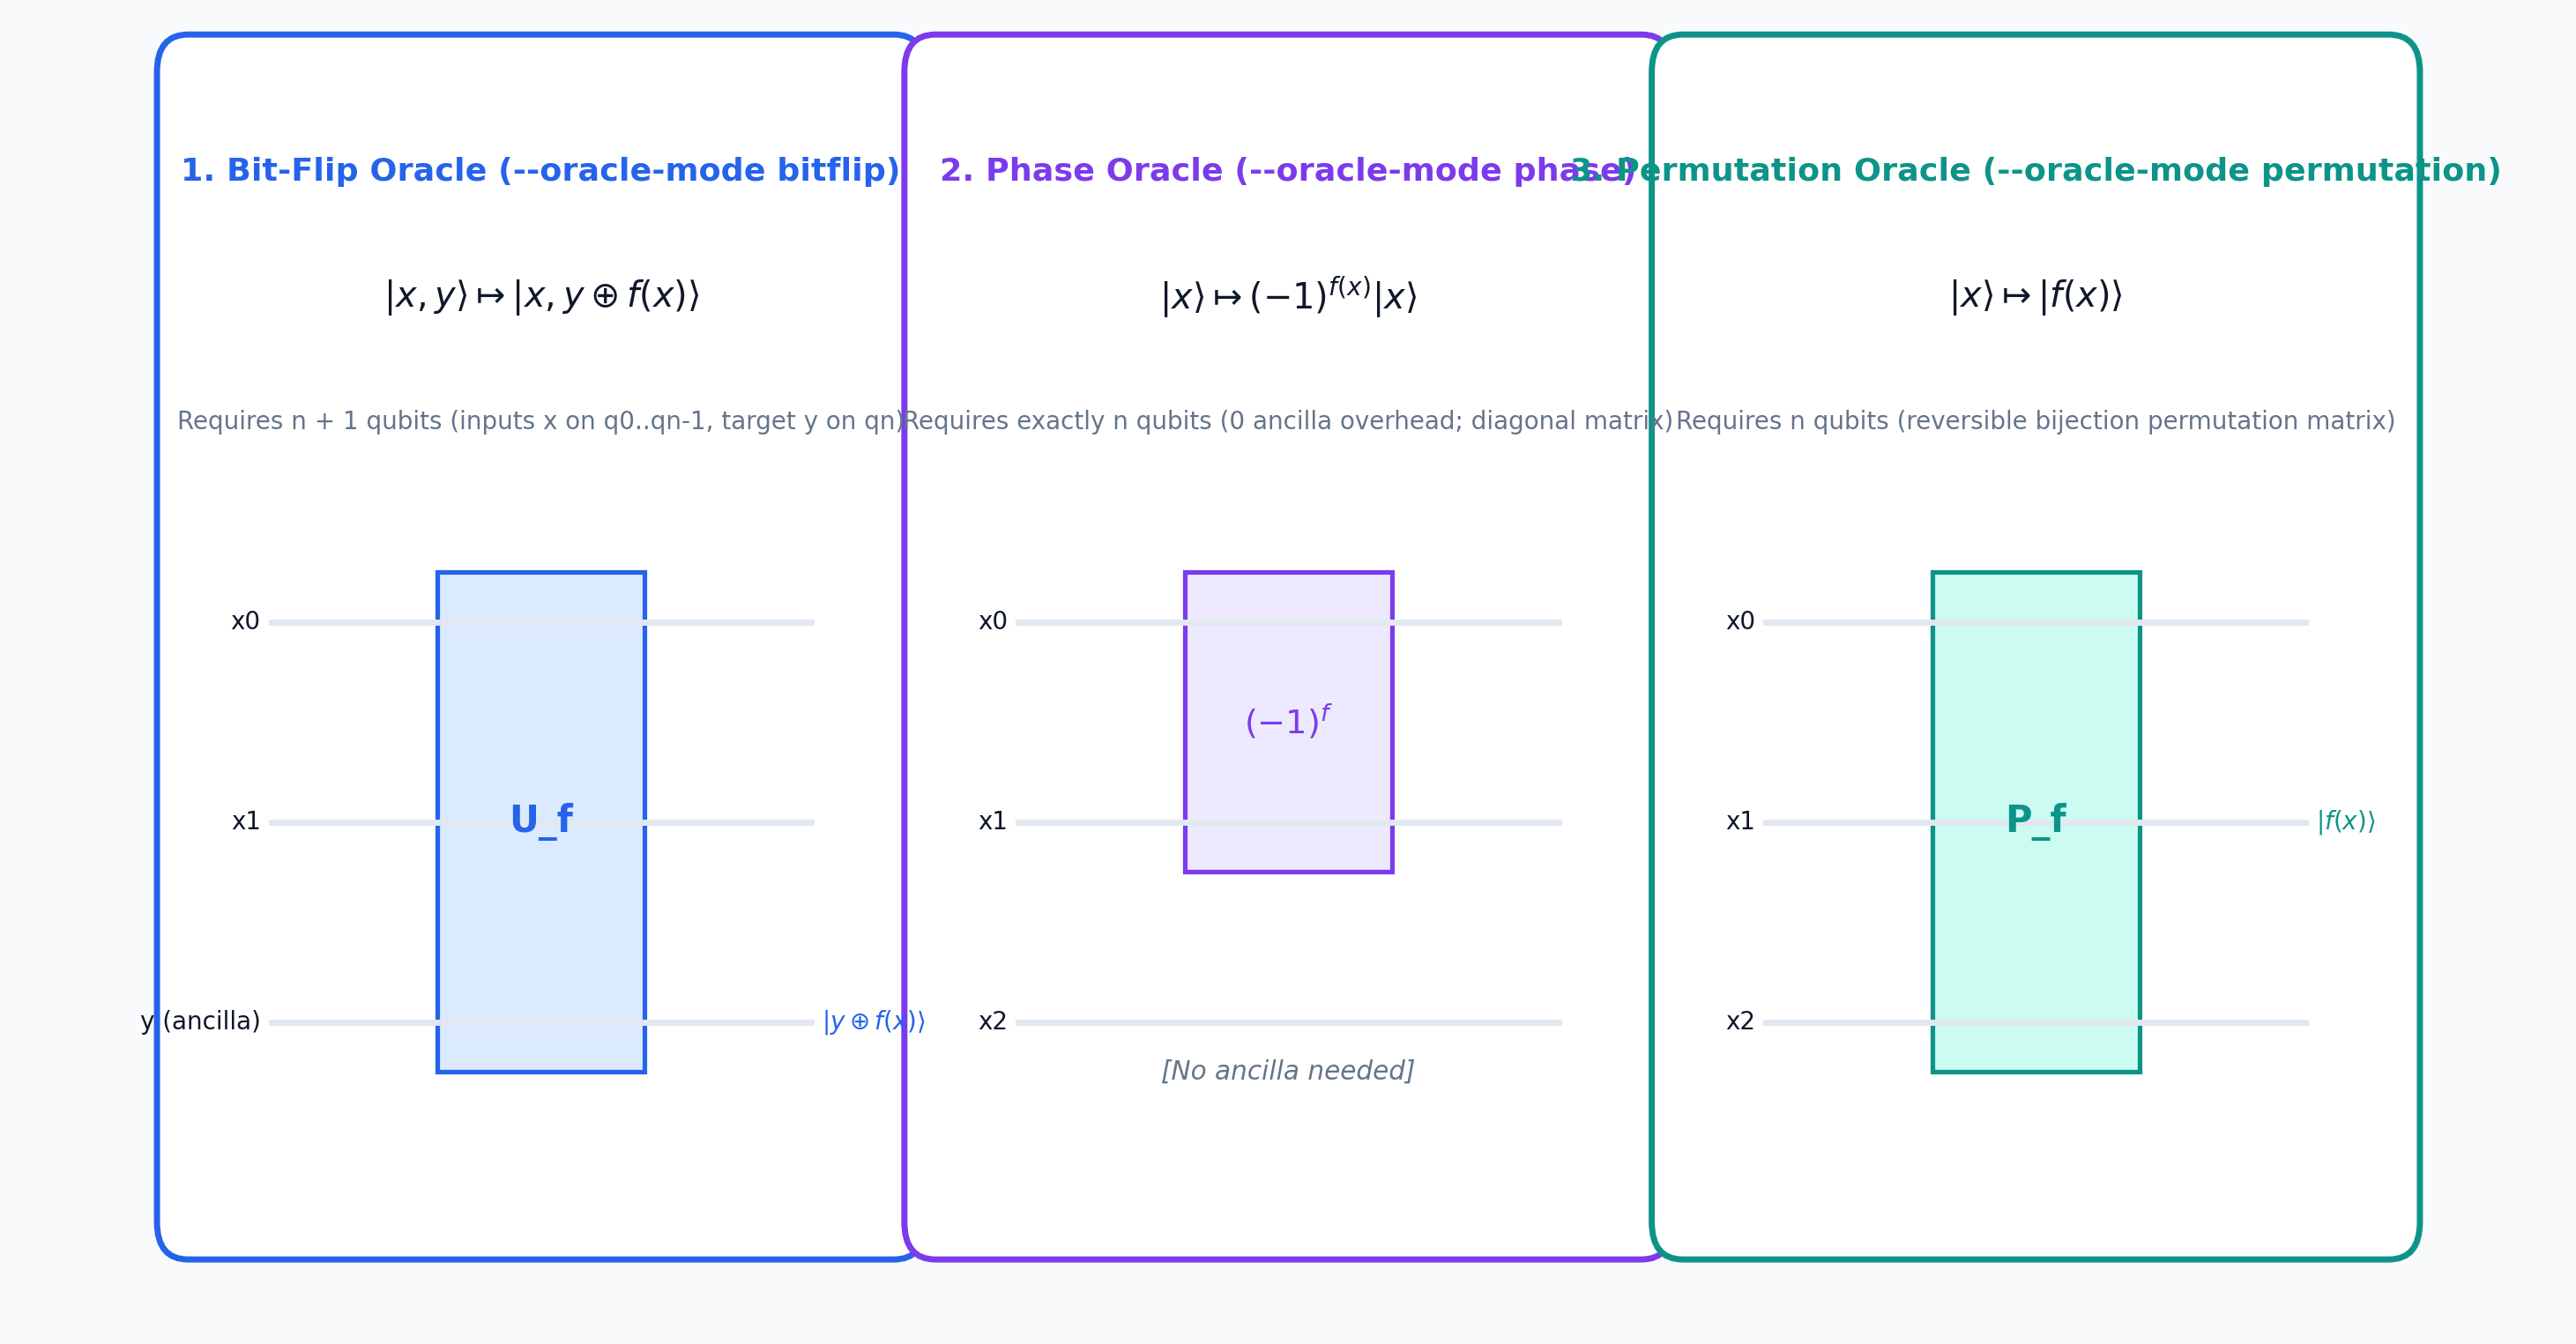 1. Bit-Flip Oracle (--oracle-mode bitflip)
|x, y⟩ ↦ |x, y ⊕ f(x)⟩
Requires n + 1 qubits (inputs x on q0..qn-1, target y on qn)
x0
x1
U_f
y (ancilla)
|y ⊕ f(x)⟩
2. Phase Oracle (--oracle-mode phase)
|x⟩ ↦ (−1)^{f(x)}|x⟩
Requires exactly n qubits (0 ancilla overhead; diagonal matrix)
x0
(−1)^f
x1
x2
[No ancilla needed]
3. Permutation Oracle (--oracle-mode permutation)
|x⟩ ↦ |f(x)⟩
Requires n qubits (reversible bijection permutation matrix)
x0
x1
P_f
|f(x)⟩
x2